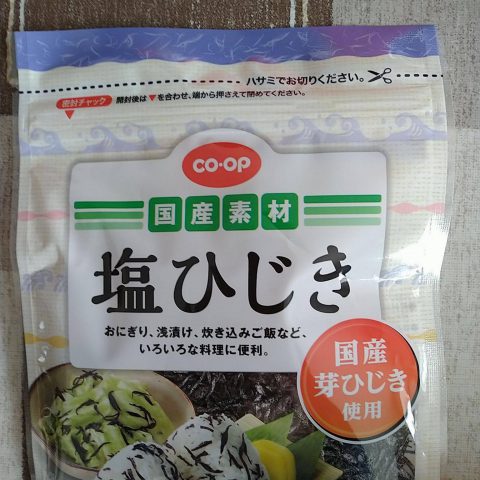 ハサミでお切りください。
密封チャック
開封後は▼を合わせ、端から押さえて閉めてください。
CO·OP
国産素材
塩ひじき
おにぎり、浅漬け、炊き込みご飯など、
いろいろな料理に便利。
国産
芽ひじき
使用